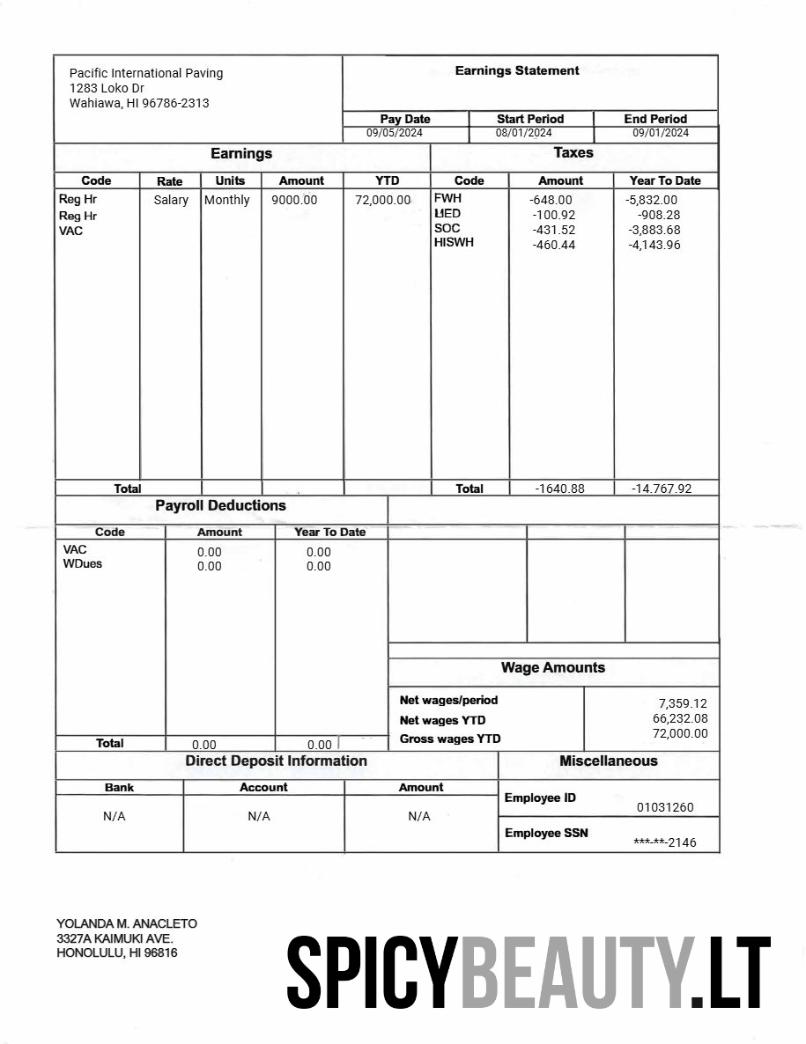 Pacific International Paving
1283 Loko Dr
Wahiawa, HI 96786-2313
Earnings Statement
Pay Date Start Period End Period
09/05/2024 08/01/2024 09/01/2024
Earnings Taxes
Code Rate Units Amount YTD Code Amount Year To Date
Reg Hr Salary Monthly 9000.00 72,000.00 FWH -648.00 -5,832.00
Reg Hr MED -100.92 -908.28
VAC SOC -431.52 -3,883.68
HISWH -460.44 -4,143.96
Total Total -1640.88 -14.767.92
Payroll Deductions
Code Amount Year To Date
VAC 0.00 0.00
WDues 0.00 0.00
Wage Amounts
Net wages/period 7,359.12
Net wages YTD 66,232.08
Gross wages YTD 72,000.00
Total 0.00 0.00
Direct Deposit Information Miscellaneous
Bank Account Amount
N/A N/A N/A
Employee ID 01031260
Employee SSN ***-**-2146
YOLANDA M. ANACLETO
3327A KAIMUKI AVE.
HONOLULU, HI 96816
SPICYBEAUTY.LT